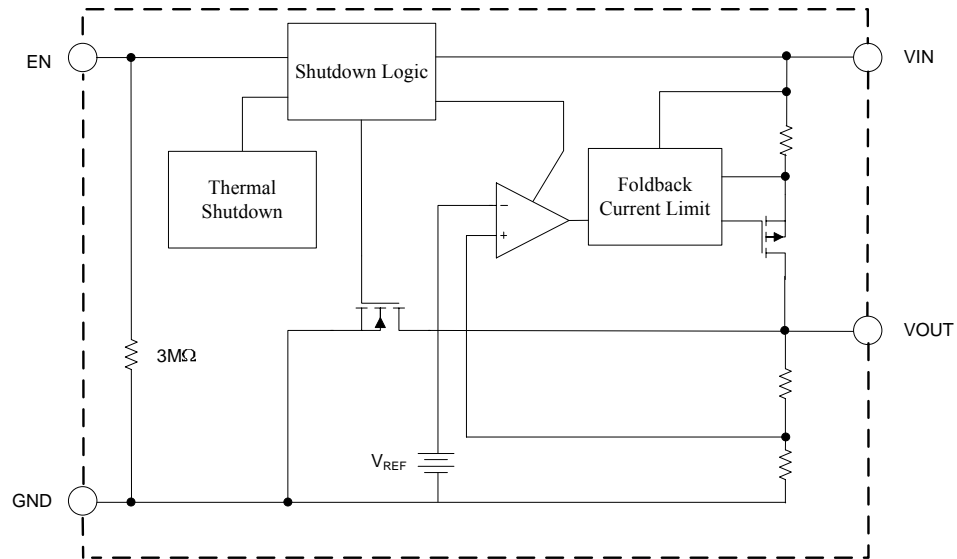 EN
Shutdown Logic
VIN
Thermal
Shutdown
Foldback
Current Limit
−
+
3MΩ
VOUT
VREF
GND